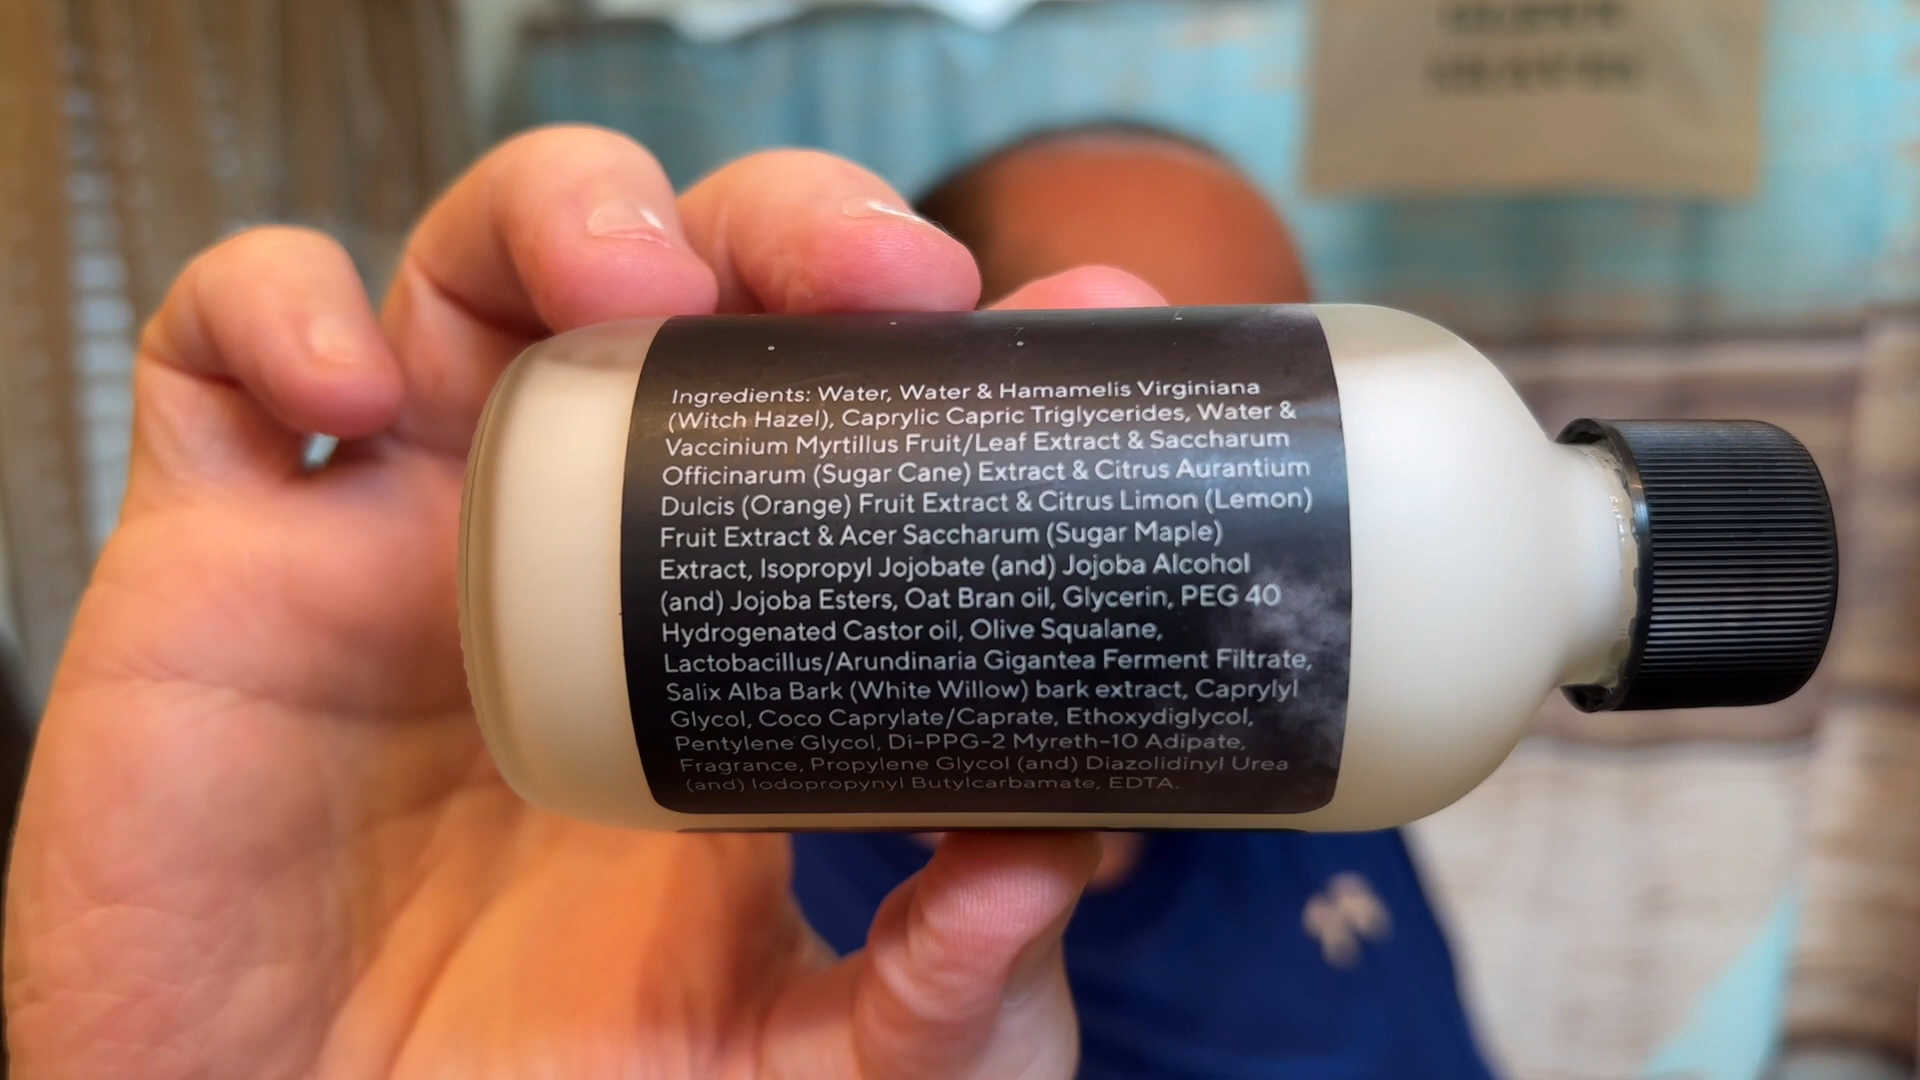 Ingredients: Water, Water & Hamamelis Virginiana
(Witch Hazel), Caprylic Capric Triglycerides, Water &
Vaccinium Myrtillus Fruit/Leaf Extract & Saccharum
Officinarum (Sugar Cane) Extract & Citrus Aurantium
Dulcis (Orange) Fruit Extract & Citrus Limon (Lemon)
Fruit Extract & Acer Saccharum (Sugar Maple)
Extract, Isopropyl Jojobate (and) Jojoba Alcohol
(and) Jojoba Esters, Oat Bran oil, Glycerin, PEG 40
Hydrogenated Castor oil, Olive Squalane,
Lactobacillus/Arundinaria Gigantea Ferment Filtrate,
Salix Alba Bark (White Willow) bark extract, Caprylyl
Glycol, Coco Caprylate/Caprate, Ethoxydiglycol,
Pentylene Glycol, Di-PPG-2 Myreth-10 Adipate,
Fragrance, Propylene Glycol (and) Diazolidinyl Urea
(and) Iodopropynyl Butylcarbamate, EDTA.